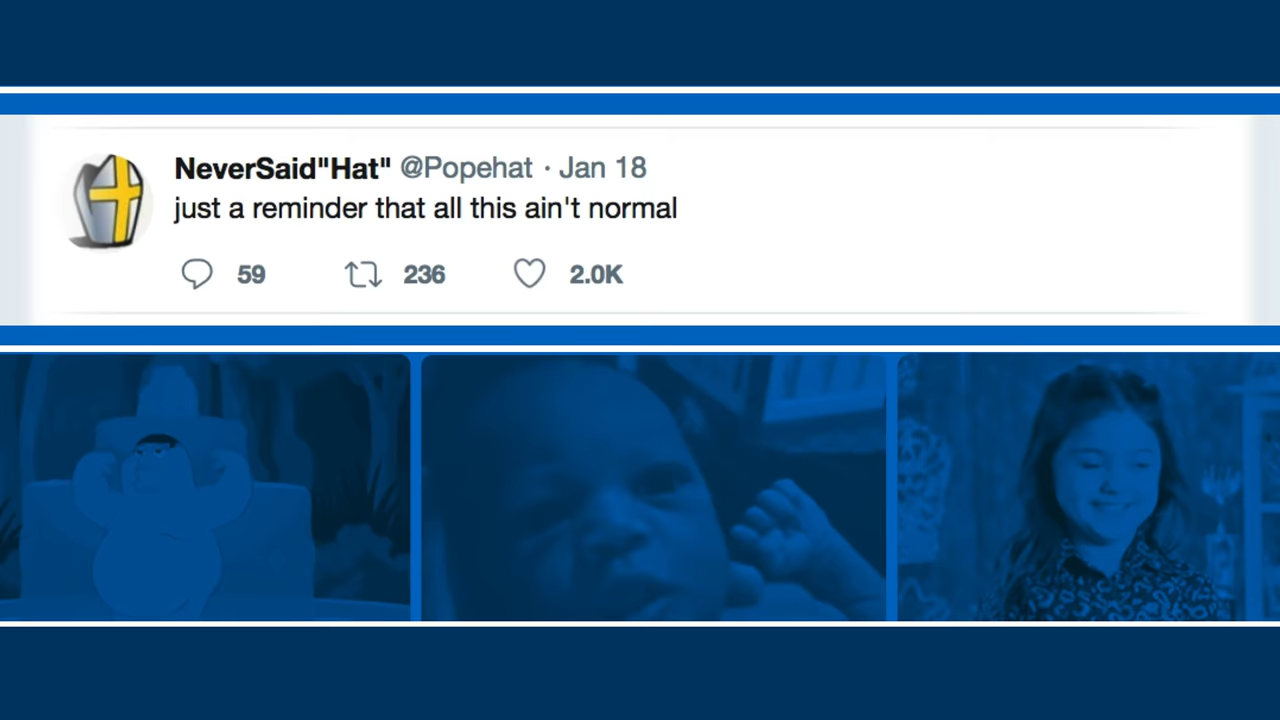 NeverSaid"Hat" @Popehat · Jan 18
just a reminder that all this ain't normal
59 236 2.0K